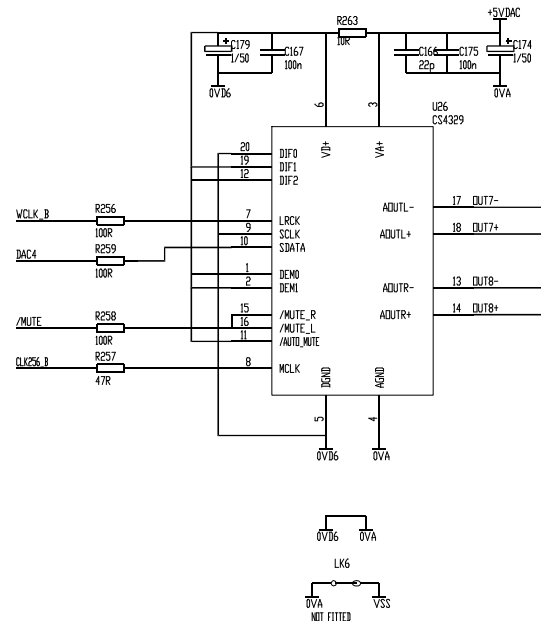 +5VDAC
R263
10R
C179
1/50
C167
100n
C166
22p
C175
100n
C174
1/50
0VD6
0VA
6
3
U26
CS4329
VD+
VA+
20 DIF0
19 DIF1
12 DIF2
AOUTL- 17 OUT7-
WCLK_B R256 7 LRCK
100R
9 SCLK
AOUTL+ 18 OUT7+
DAC4 R259 10 SDATA
100R
1 DEM0
2 DEM1
AOUTR- 13 OUT8-
15 /MUTE_R
AOUTR+ 14 OUT8+
/MUTE R258 16 /MUTE_L
100R
11 /AUTO_MUTE
CLK256_B R257 8 MCLK
47R
DGND
AGND
5
4
0VD6
0VA
0VD6
0VA
LK6
0VA
VSS
NOT FITTED